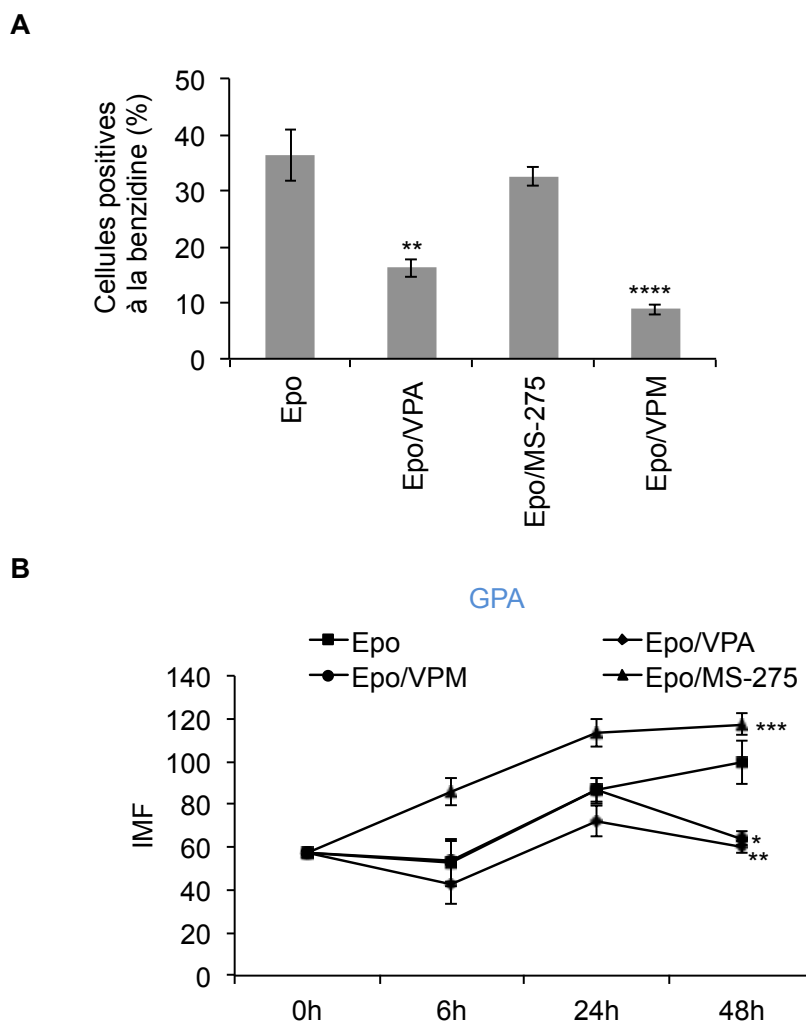 A
Cellules positives
à la benzidine (%)
50
40
30
20
10
0
**
****
Epo
Epo/VPA
Epo/MS-275
Epo/VPM
B
GPA
Epo
Epo/VPA
Epo/VPM
Epo/MS-275
IMF
140
120
100
80
60
40
20
0
***
*
**
0h
6h
24h
48h